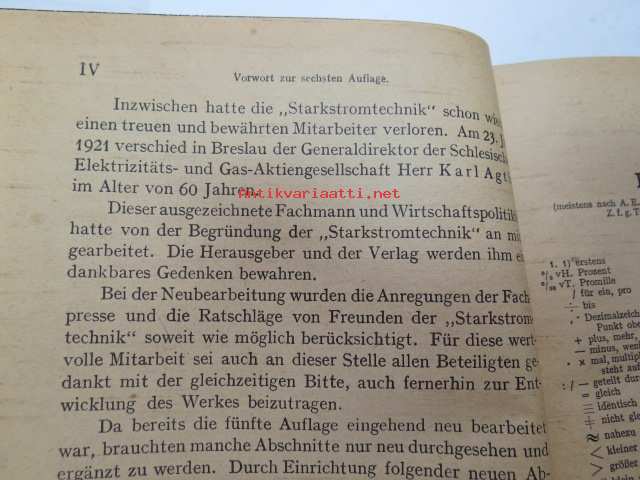 IV
Vorwort zur sechsten Auflage.
Inzwischen hatte die „Starkstromtechnik“ schon
einen treuen und bewährten Mitarbeiter verloren. Am 23.
1921 verschied in Breslau der Generaldirektor der
Elektrizitäts- und Gas-Aktiengesellschaft Herr Karl
im Alter von 60 Jahren.
antikvariaatti.net
Dieser ausgezeichnete Fachmann und
hatte von der Begründung der „Starkstromtechnik“ an
gearbeitet. Die Herausgeber und der Verlag werden ihm
dankbares Gedenken bewahren.
Bei der Neubearbeitung wurden die Anregungen der Fach-
presse und die Ratschläge von Freunden der „Starkstrom-
technik“ soweit wie möglich berücksichtigt. Für diese wert-
volle Mitarbeit sei auch an dieser Stelle allen Beteiligten ge-
dankt mit der gleichzeitigen Bitte, auch fernerhin zur Ent-
wicklung des Werkes beizutragen.
Da bereits die fünfte Auflage eingehend neu bearbeitet
war, brauchten manche Abschnitte nur neu durchgesehen und
ergänzt zu werden. Durch Einrichtung folgender neuen Ab-
(meistens nach A. E.
Z. f. g. T.
1. 1) erstens
% vH. Prozent
‰ vT. Promille
/ für ein, pro
÷ bis
Dezimalzeich
Punkt obe
+ plus, mehr,
— minus, weni
· × mal, multipl
steht auf
: / — geteilt dur
= gleich
≡ identisch
nicht gle
≈ nahezu
< kleiner
> größer